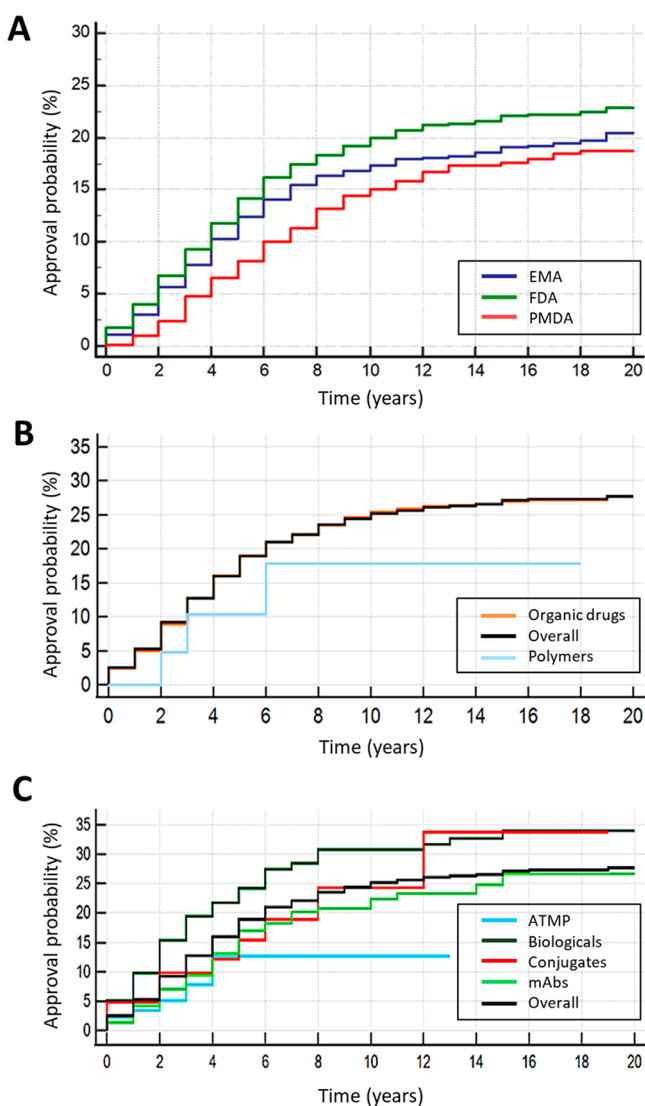 A
Approval probability (%)
30
25
20
15
10
5
0
EMA
FDA
PMDA
0 2 4 6 8 10 12 14 16 18 20
Time (years)
B
Approval probability (%)
35
30
25
20
15
10
5
0
Organic drugs
Overall
Polymers
0 2 4 6 8 10 12 14 16 18 20
Time (years)
C
Approval probability (%)
35
30
25
20
15
10
5
0
ATMP
Biologicals
Conjugates
mAbs
Overall
0 2 4 6 8 10 12 14 16 18 20
Time (years)